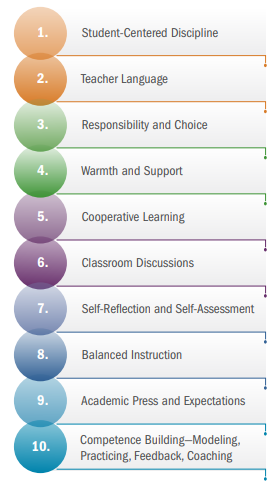 1. Student-Centered Discipline
2. Teacher Language
3. Responsibility and Choice
4. Warmth and Support
5. Cooperative Learning
6. Classroom Discussions
7. Self-Reflection and Self-Assessment
8. Balanced Instruction
9. Academic Press and Expectations
10. Competence Building—Modeling,
Practicing, Feedback, Coaching